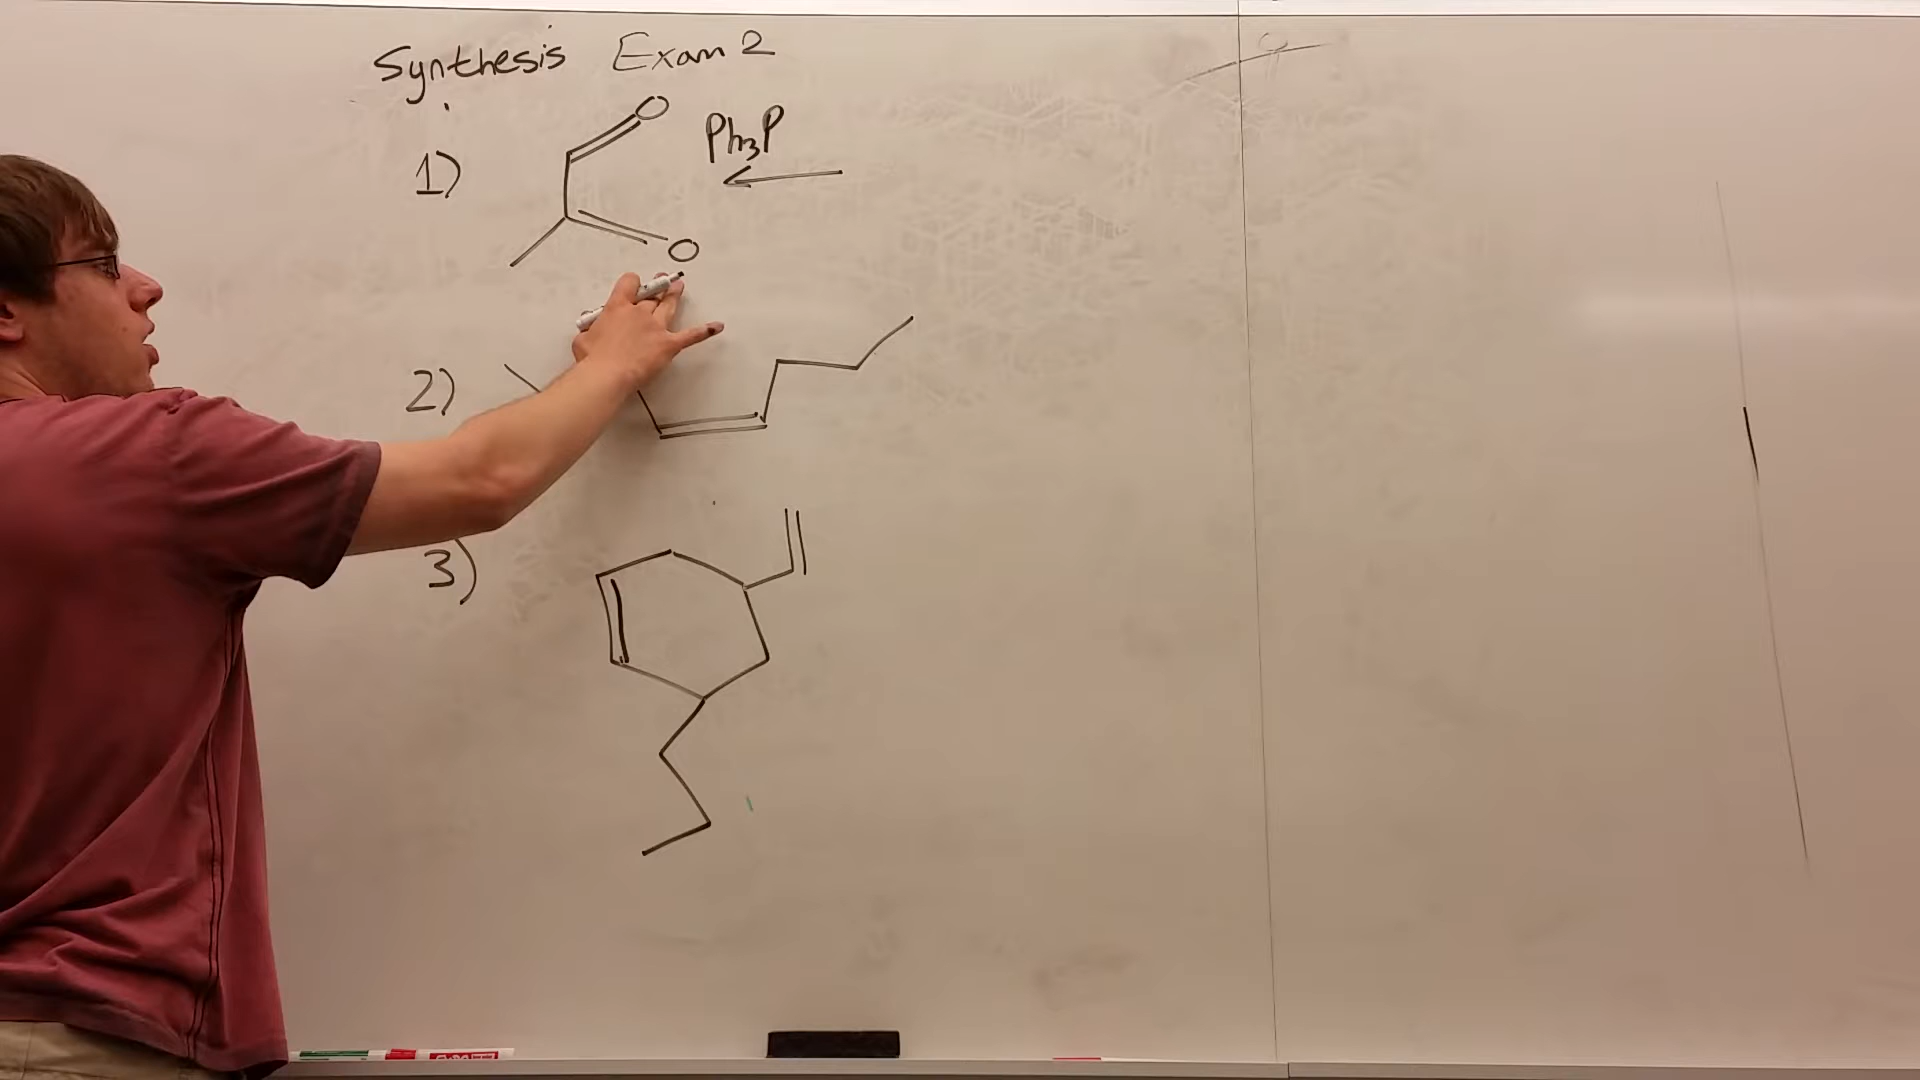 Synthesis Exam 2
1)
O
Ph₃P
O
2)
3)